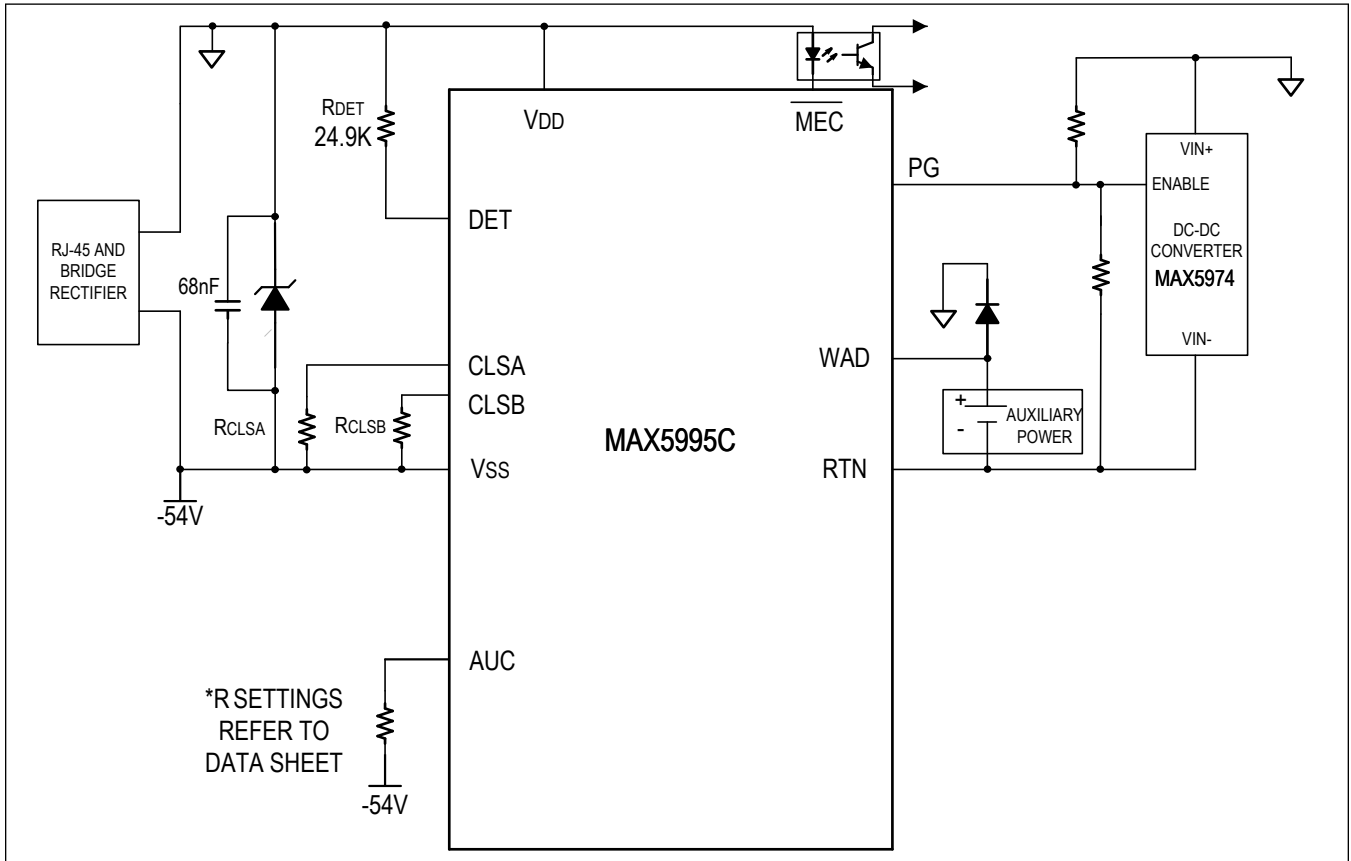 RDET
24.9K
VDD
MEC
PG
VIN+
ENABLE
DC-DC
CONVERTER
MAX5974
VIN-
DET
RJ-45 AND
BRIDGE
RECTIFIER
68nF
WAD
CLSA
CLSB
RCLSA
RCLSB
MAX5995C
+
-
AUXILIARY
POWER
VSS
RTN
-54V
AUC
*R SETTINGS
REFER TO
DATA SHEET
-54V